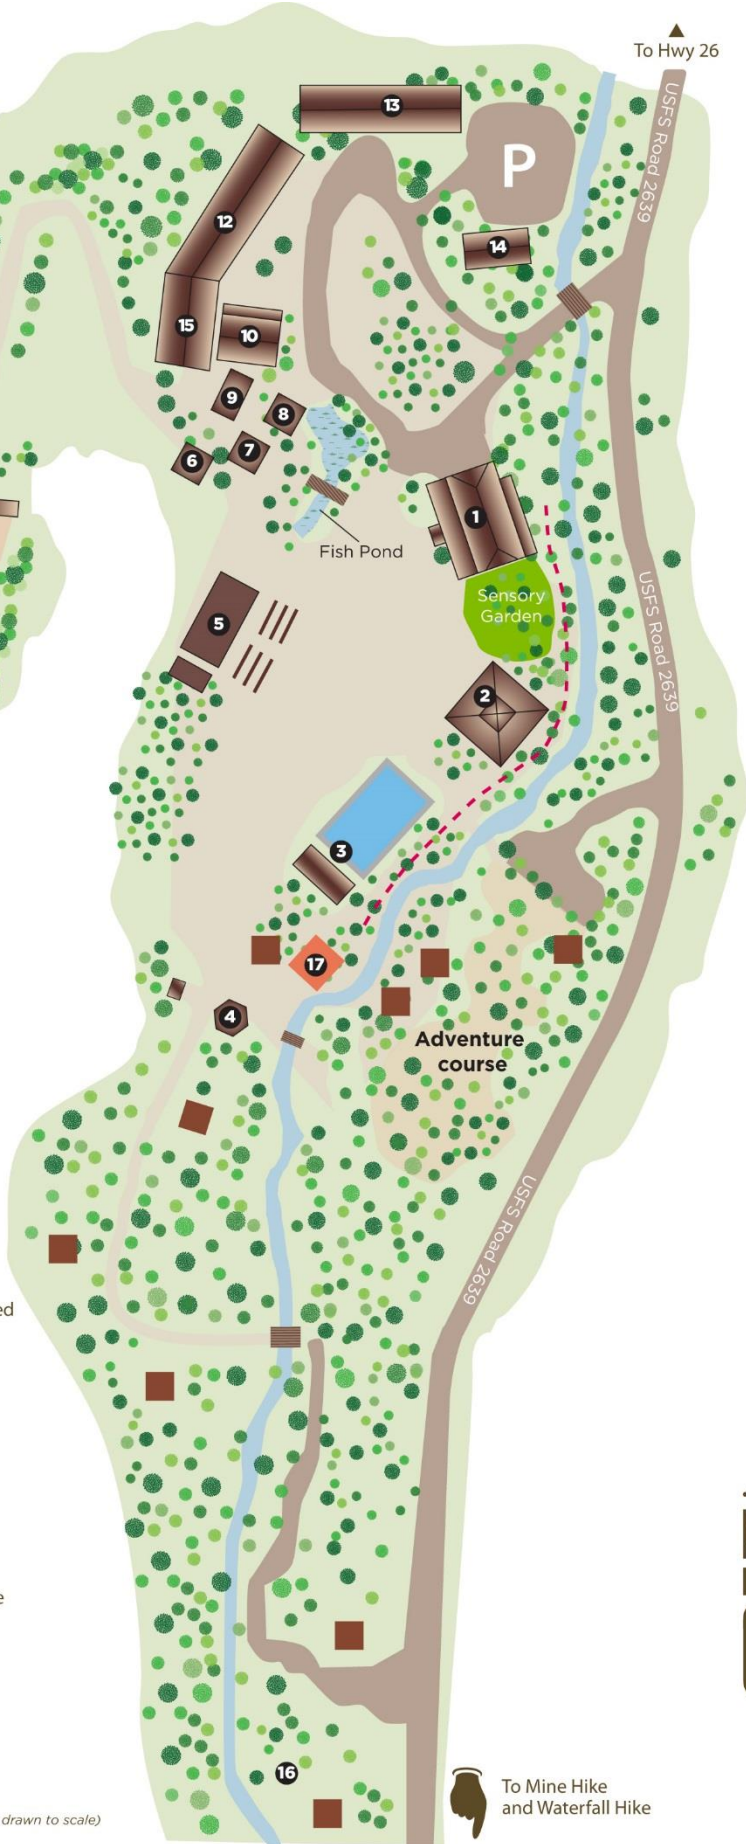 To Hwy 26
USFS Road 2639
13
P
12
14
15
10
9
8
7
6
1
Fish Pond
Sensory
Garden
5
USFS Road 2639
2
3
17
4
Adventure
course
USFS Road 2639
ed
e
16
To Mine Hike
and Waterfall Hike
drawn to scale)